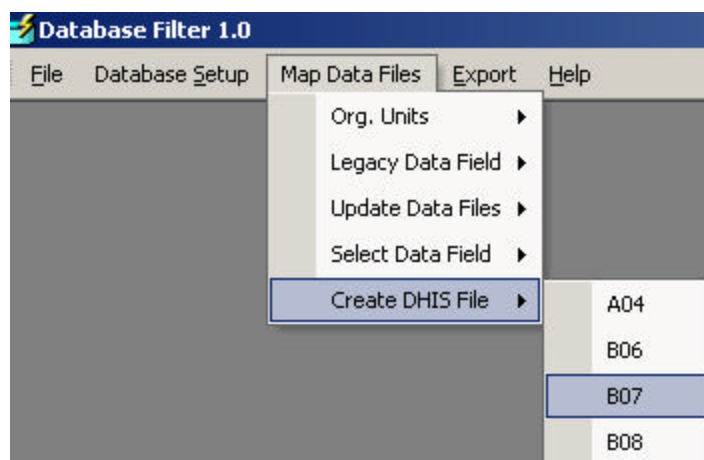 Database Filter 1.0
File Database Setup Map Data Files Export Help
Org. Units
Legacy Data Field
Update Data Files
Select Data Field
Create DHIS File
A04
B06
B07
B08